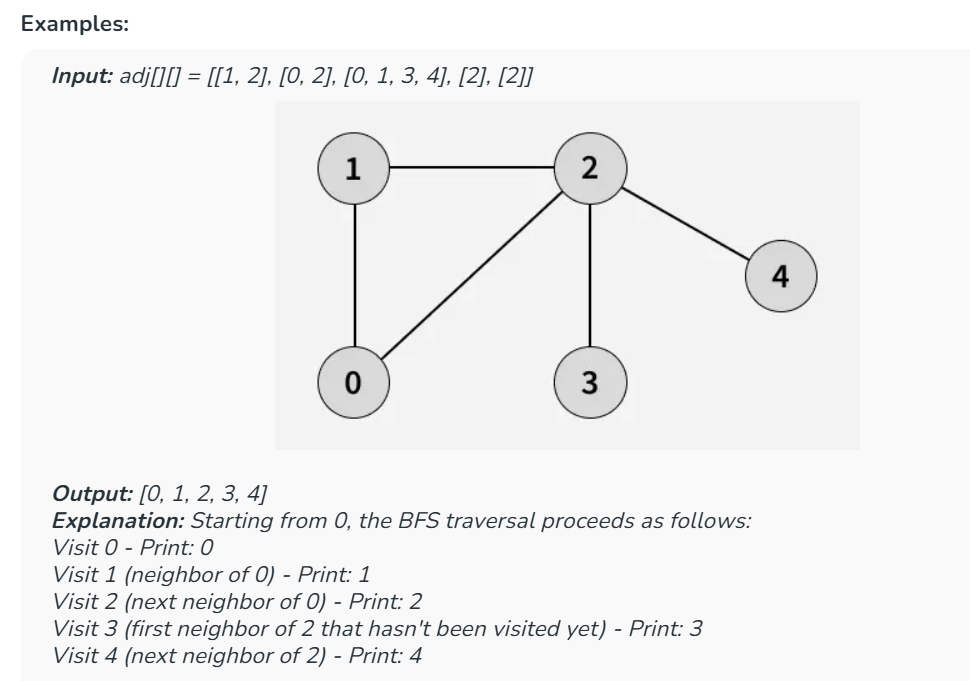 Examples:
Input: adj[][] = [[1, 2], [0, 2], [0, 1, 3, 4], [2], [2]]
1
2
4
0
3
Output: [0, 1, 2, 3, 4]
Explanation: Starting from 0, the BFS traversal proceeds as follows:
Visit 0 - Print: 0
Visit 1 (neighbor of 0) - Print: 1
Visit 2 (next neighbor of 0) - Print: 2
Visit 3 (first neighbor of 2 that hasn't been visited yet) - Print: 3
Visit 4 (next neighbor of 2) - Print: 4